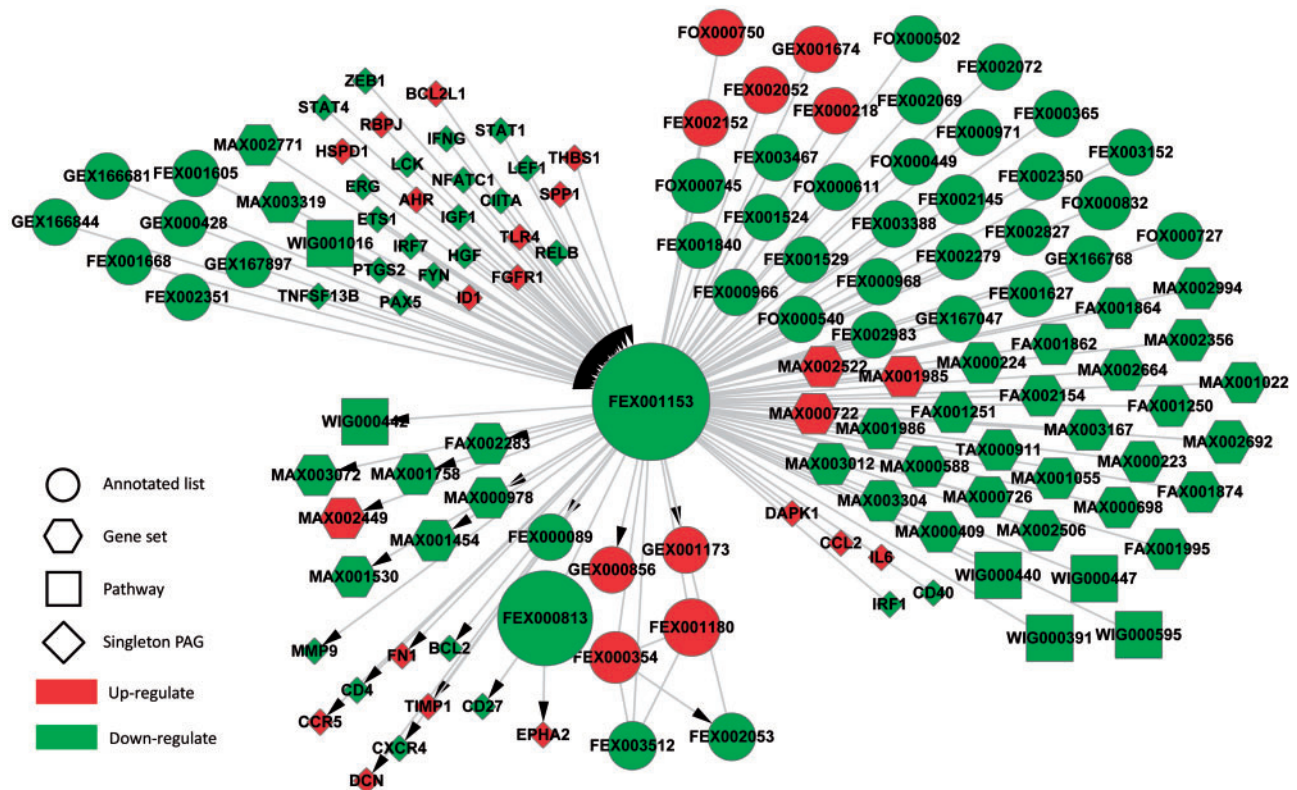 FOX000750
GEX001674
FOX000502
ZEB1
BCL2L1
FEX002072
STAT4
FEX002052
FEX002069
RBPJ
IFNG
STAT1
FEX000218
FEX000365
MAX002771
HSPD1
FEX002152
FEX000971
LCK
LEF1
THBS1
FEX003467
FOX000449
FEX003152
GEX166681
FEX001605
ERG
NFATC1
FOX000745
FOX000611
FEX002350
AHR
CIITA
SPP1
MAX003319
FEX002145
FOX000832
GEX166844
GEX000428
ETS1
IGF1
FEX001524
FEX003388
WIG001016
IRF7
TLR4
FEX002827
FOX000727
FEX001840
HGF
RELB
FEX001668
GEX167897
PTGS2
FYN
FGFR1
FEX001529
FEX002279
GEX166768
FEX002351
TNFSF13B
PAX5
ID1
FEX000966
FEX000968
FEX001627
MAX002994
FAX001864
FOX000540
FEX002983
GEX167047
FAX001862
MAX002356
MAX002522
MAX001985
MAX000224
MAX002664
MAX001022
FEX001153
FAX002154
FAX001250
WIG000442
MAX000722
FAX001251
MAX001986
MAX003167
MAX002692
FAX002283
TAX000911
MAX003072
MAX001758
MAX003012
MAX000588
MAX000223
MAX001055
FAX001874
MAX000978
MAX003304
MAX000726
MAX000698
MAX002449
DAPK1
MAX000409
MAX002506
MAX001454
FEX000089
GEX001173
CCL2
IL6
FAX001995
GEX000856
MAX001530
WIG000440
WIG000447
CD40
IRF1
FEX000813
FEX001180
WIG000391
WIG000595
MMP9
FN1
BCL2
FEX000354
CD4
CCR5
TIMP1
CD27
EPHA2
CXCR4
FEX003512
FEX002053
DCN
Annotated list
Gene set
Pathway
Singleton PAG
Up-regulate
Down-regulate